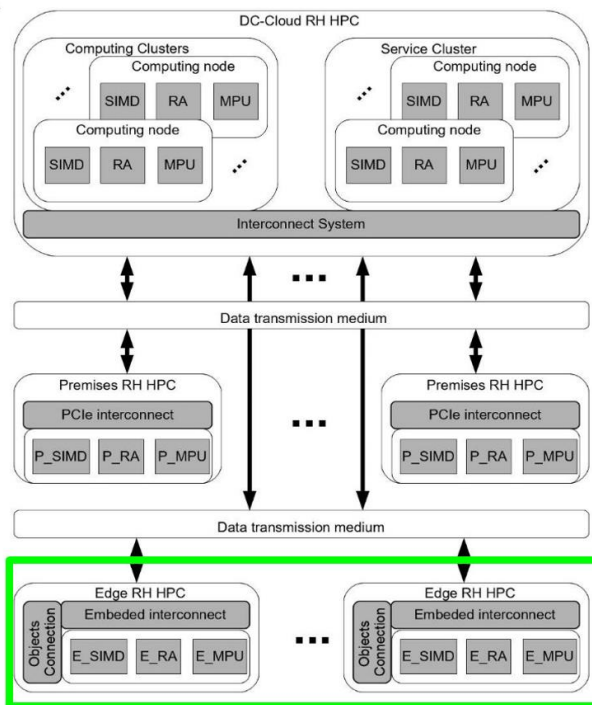 DC-Cloud RH HPC
Computing Clusters
Service Cluster
Computing node
Computing node
SIMD RA MPU
SIMD RA MPU
Computing node
Computing node
SIMD RA MPU
SIMD RA MPU
Interconnect System
Data transmission medium
Premises RH HPC
Premises RH HPC
PCIe interconnect
PCIe interconnect
P_SIMD P_RA P_MPU
P_SIMD P_RA P_MPU
Data transmission medium
Edge RH HPC
Edge RH HPC
Objects
Connection
Embeded interconnect
E_SIMD E_RA E_MPU
Objects
Connection
Embeded interconnect
E_SIMD E_RA E_MPU